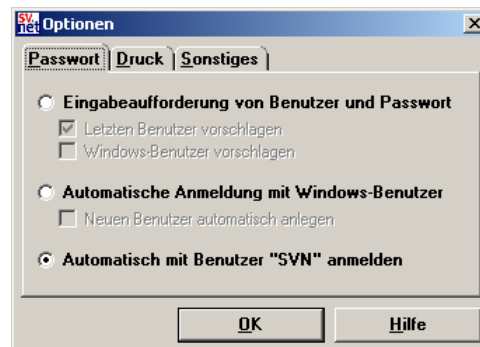 SV net Optionen
Passwort Druck Sonstiges
Eingabeaufforderung von Benutzer und Passwort
Letzten Benutzer vorschlagen
Windows-Benutzer vorschlagen
Automatische Anmeldung mit Windows-Benutzer
Neuen Benutzer automatisch anlegen
Automatisch mit Benutzer "SVN" anmelden
OK Hilfe